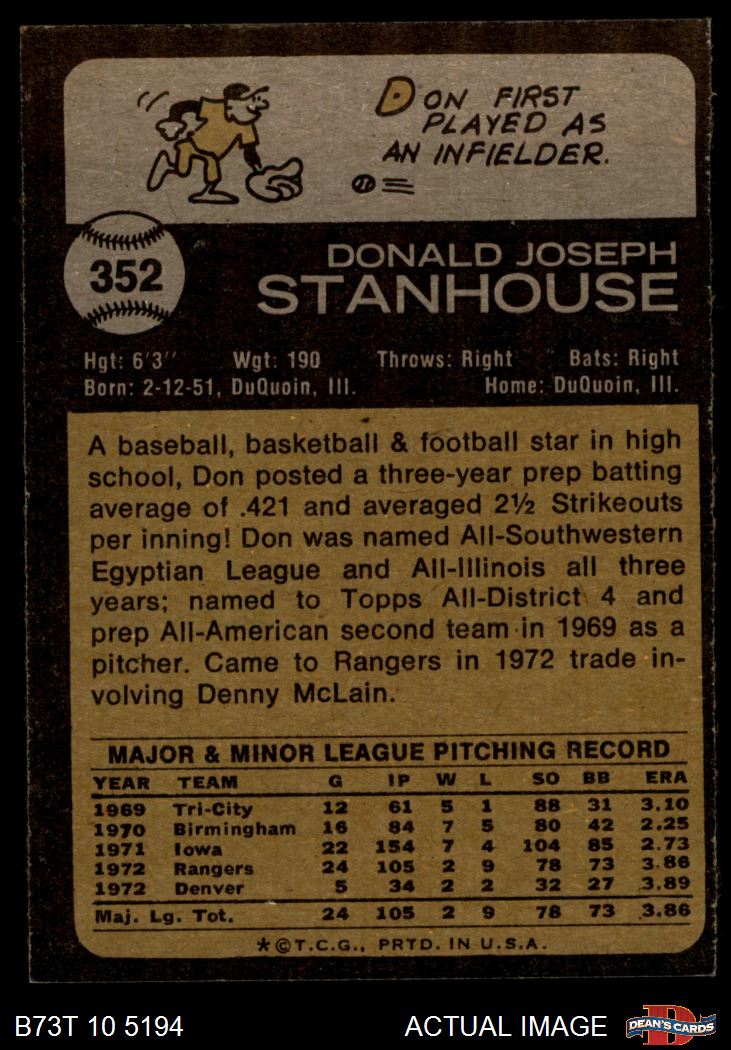 DON FIRST
PLAYED AS
AN INFIELDER.
352
DONALD JOSEPH
STANHOUSE
Hgt: 6'3" Wgt: 190 Throws: Right Bats: Right
Born: 2-12-51, DuQuoin, Ill. Home: DuQuoin, Ill.
A baseball, basketball & football star in high
school, Don posted a three-year prep batting
average of .421 and averaged 2½ Strikeouts
per inning! Don was named All-Southwestern
Egyptian League and All-Illinois all three
years; named to Topps All-District 4 and
prep All-American second team in 1969 as a
pitcher. Came to Rangers in 1972 trade in-
volving Denny McLain.
MAJOR & MINOR LEAGUE PITCHING RECORD
YEAR TEAM G IP W L SO BB ERA
1969 Tri-City 12 61 5 1 88 31 3.10
1970 Birmingham 16 84 7 5 80 42 2.25
1971 Iowa 22 154 7 4 104 85 2.73
1972 Rangers 24 105 2 9 78 73 3.86
1972 Denver 5 34 2 2 32 27 3.89
Maj. Lg. Tot. 24 105 2 9 78 73 3.86
*©T.C.G., PRTD. IN U.S.A.
B73T 10 5194 ACTUAL IMAGE D DEAN'S CARDS